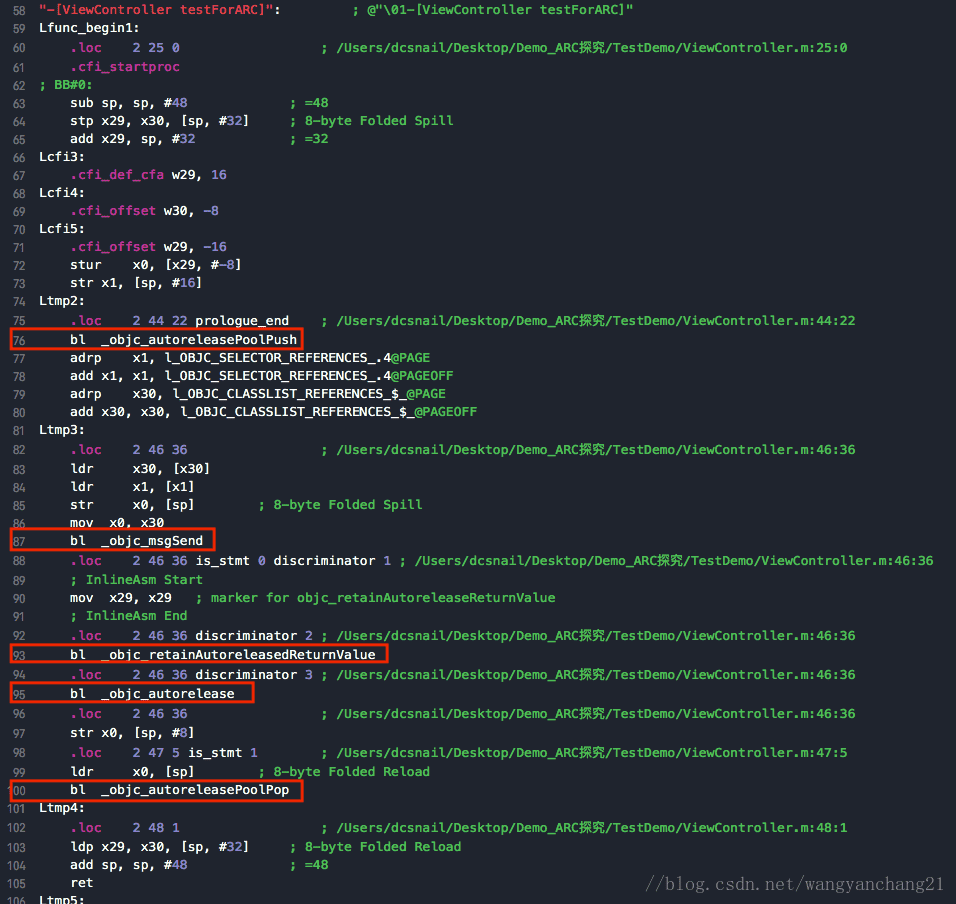 58 "-[ViewController testForARC]": ; @"\01-[ViewController testForARC]"
59 Lfunc_begin1:
60 .loc 2 25 0 ; /Users/dcsnail/Desktop/Demo_ARC探究/TestDemo/ViewController.m:25:0
61 .cfi_startproc
62 ; BB#0:
63 sub sp, sp, #48 ; =48
64 stp x29, x30, [sp, #32] ; 8-byte Folded Spill
65 add x29, sp, #32 ; =32
66 Lcfi3:
67 .cfi_def_cfa w29, 16
68 Lcfi4:
69 .cfi_offset w30, -8
70 Lcfi5:
71 .cfi_offset w29, -16
72 stur x0, [x29, #-8]
73 str x1, [sp, #16]
74 Ltmp2:
75 .loc 2 44 22 prologue_end ; /Users/dcsnail/Desktop/Demo_ARC探究/TestDemo/ViewController.m:44:22
76 bl _objc_autoreleasePoolPush
77 adrp x1, l_OBJC_SELECTOR_REFERENCES_.4@PAGE
78 add x1, x1, l_OBJC_SELECTOR_REFERENCES_.4@PAGEOFF
79 adrp x30, l_OBJC_CLASSLIST_REFERENCES_$_@PAGE
80 add x30, x30, l_OBJC_CLASSLIST_REFERENCES_$_@PAGEOFF
81 Ltmp3:
82 .loc 2 46 36 ; /Users/dcsnail/Desktop/Demo_ARC探究/TestDemo/ViewController.m:46:36
83 ldr x30, [x30]
84 ldr x1, [x1]
85 str x0, [sp] ; 8-byte Folded Spill
86 mov x0, x30
87 bl _objc_msgSend
88 .loc 2 46 36 is_stmt 0 discriminator 1 ; /Users/dcsnail/Desktop/Demo_ARC探究/TestDemo/ViewController.m:46:36
89 ; InlineAsm Start
90 mov x29, x29 ; marker for objc_retainAutoreleaseReturnValue
91 ; InlineAsm End
92 .loc 2 46 36 discriminator 2 ; /Users/dcsnail/Desktop/Demo_ARC探究/TestDemo/ViewController.m:46:36
93 bl _objc_retainAutoreleasedReturnValue
94 .loc 2 46 36 discriminator 3 ; /Users/dcsnail/Desktop/Demo_ARC探究/TestDemo/ViewController.m:46:36
95 bl _objc_autorelease
96 .loc 2 46 36 ; /Users/dcsnail/Desktop/Demo_ARC探究/TestDemo/ViewController.m:46:36
97 str x0, [sp, #8]
98 .loc 2 47 5 is_stmt 1 ; /Users/dcsnail/Desktop/Demo_ARC探究/TestDemo/ViewController.m:47:5
99 ldr x0, [sp] ; 8-byte Folded Reload
100 bl _objc_autoreleasePoolPop
101 Ltmp4:
102 .loc 2 48 1 ; /Users/dcsnail/Desktop/Demo_ARC探究/TestDemo/ViewController.m:48:1
103 ldp x29, x30, [sp, #32] ; 8-byte Folded Reload
104 add sp, sp, #48 ; =48
105 ret
106 Ltmp5:
//blog.csdn.net/wangyanchang21